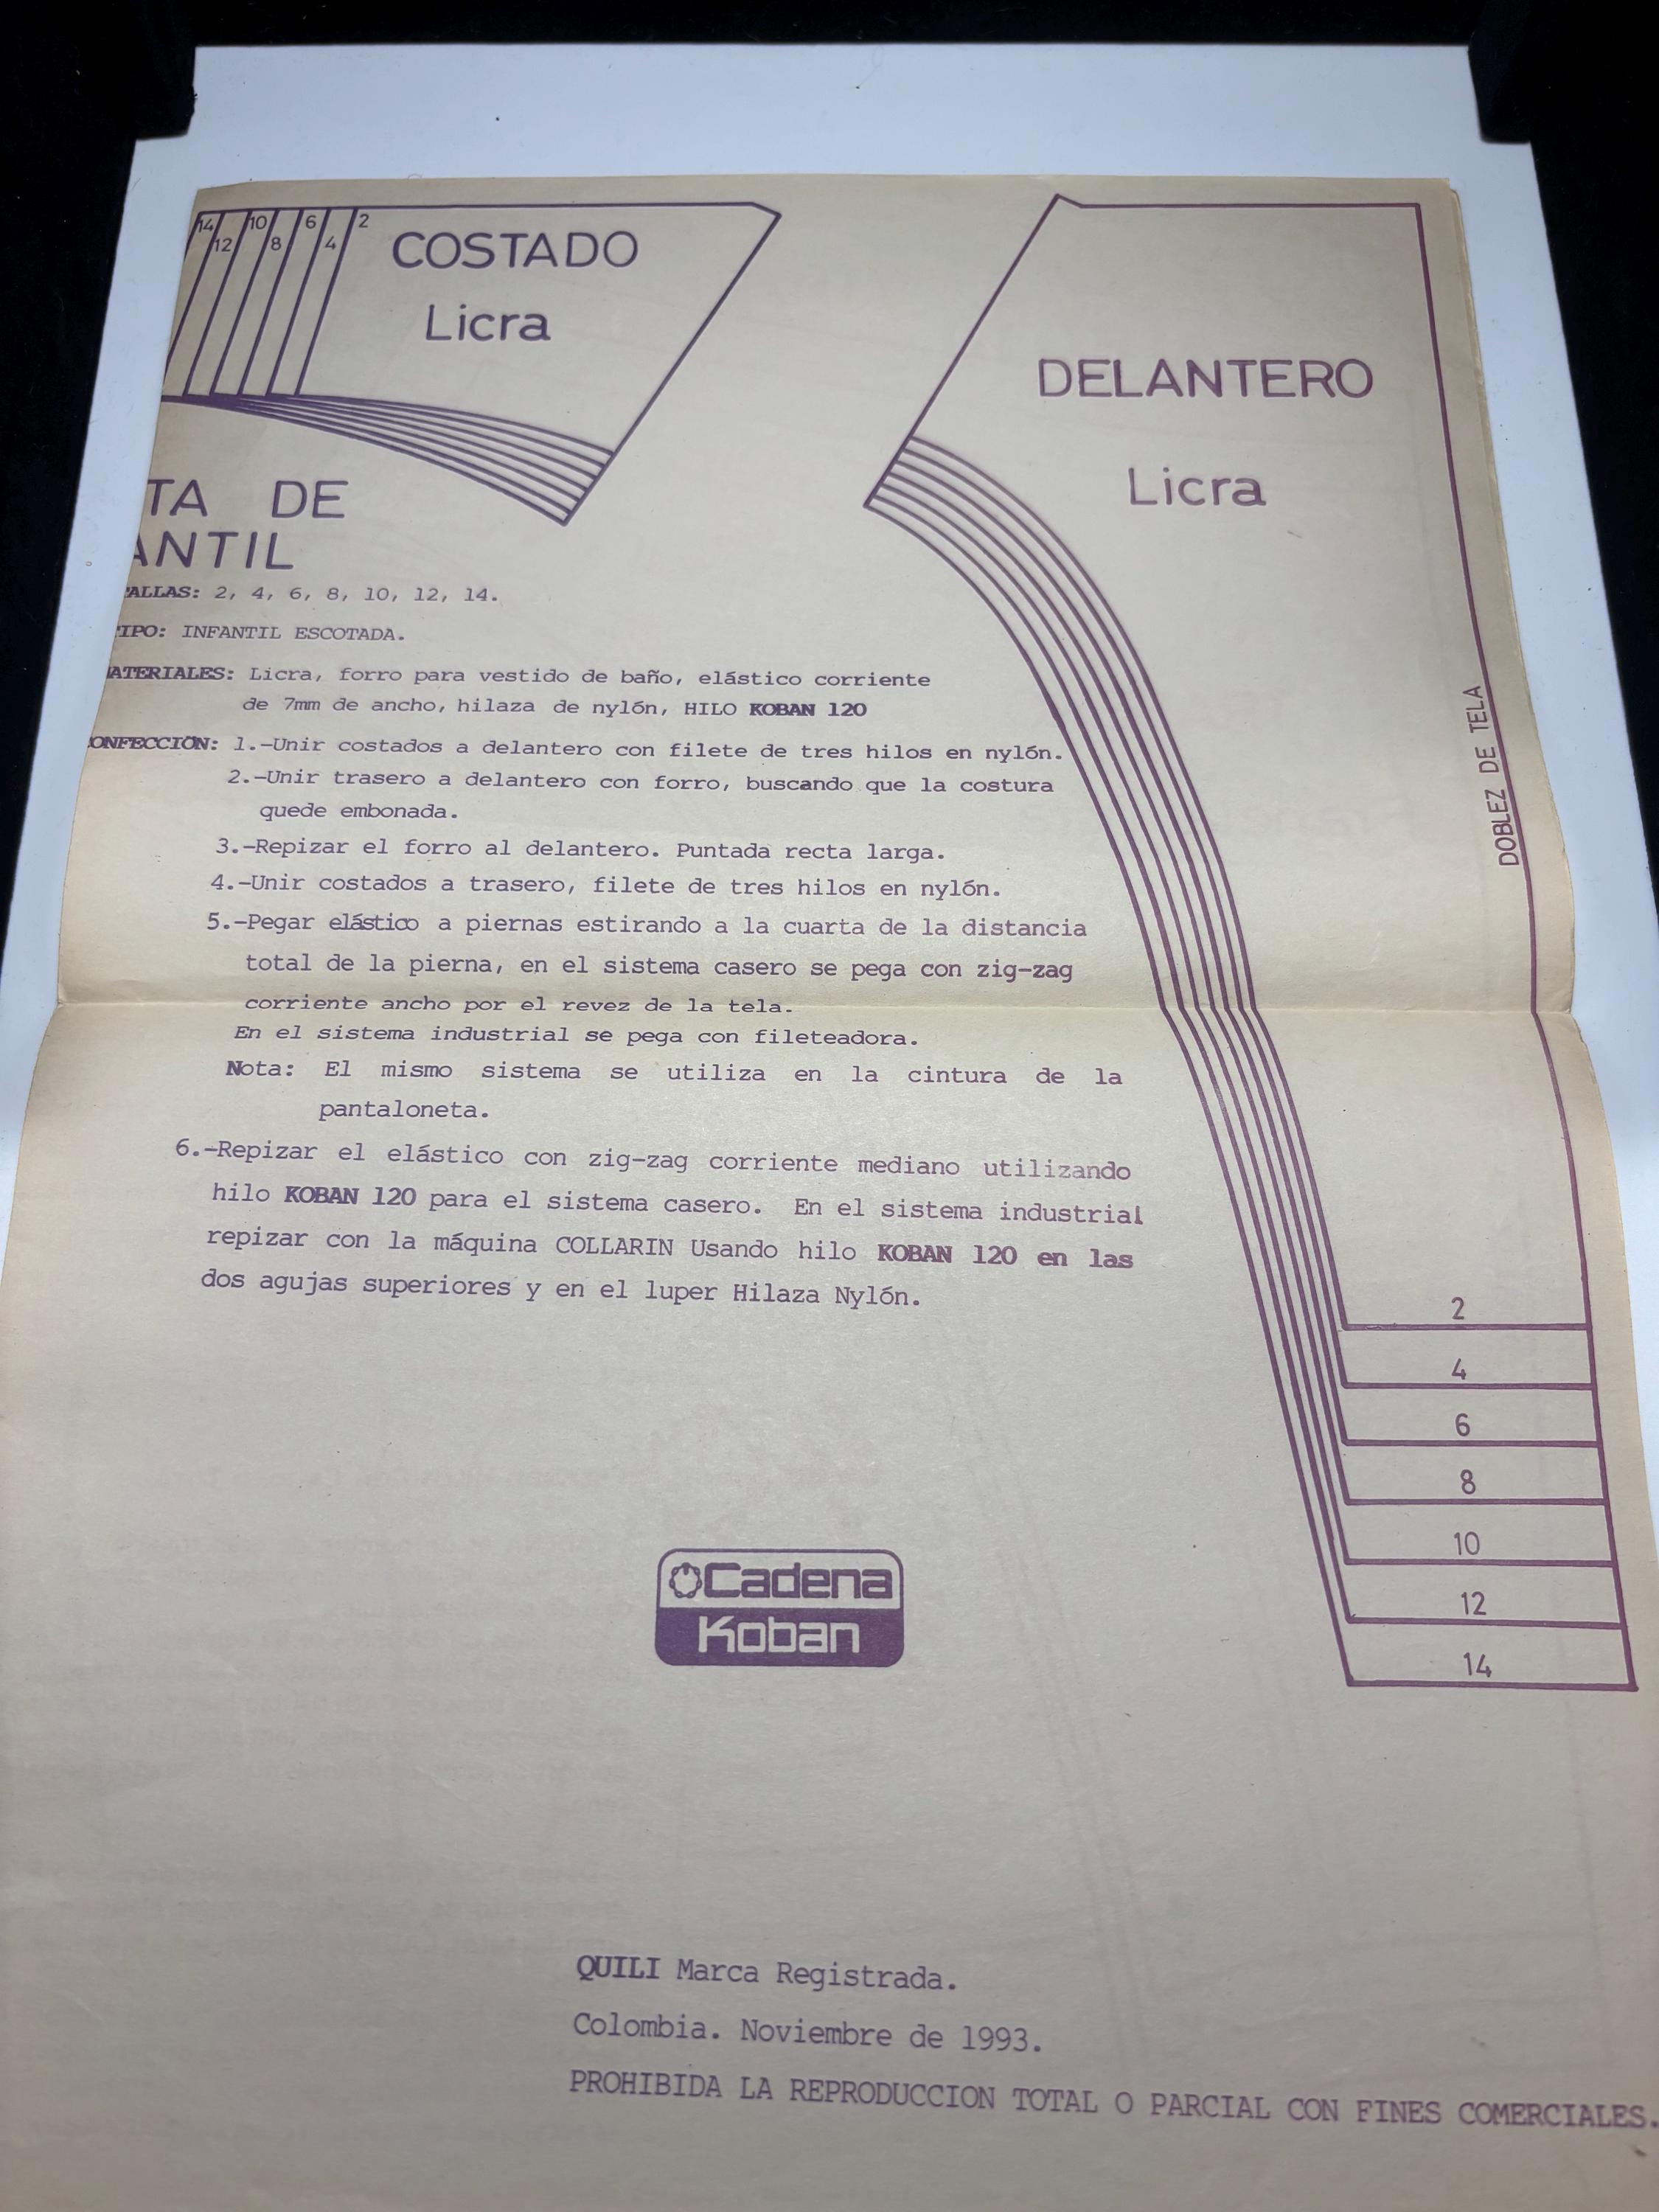 14 12 10 8 6 4 2
COSTADO
Licra
DELANTERO
Licra
DOBLEZ DE TELA
TA DE
ANTIL
TALLAS: 2, 4, 6, 8, 10, 12, 14.
TIPO: INFANTIL ESCOTADA.
MATERIALES: Licra, forro para vestido de baño, elástico corriente
de 7mm de ancho, hilaza de nylón, HILO KOBAN 120
CONFECCIÓN: 1.-Unir costados a delantero con filete de tres hilos en nylón.
2.-Unir trasero a delantero con forro, buscando que la costura
quede embonada.
3.-Repizar el forro al delantero. Puntada recta larga.
4.-Unir costados a trasero, filete de tres hilos en nylón.
5.-Pegar elástico a piernas estirando a la cuarta de la distancia
total de la pierna, en el sistema casero se pega con zig-zag
corriente ancho por el revez de la tela.
En el sistema industrial se pega con fileteadora.
Nota: El mismo sistema se utiliza en la cintura de la
pantaloneta.
6.-Repizar el elástico con zig-zag corriente mediano utilizando
hilo KOBAN 120 para el sistema casero. En el sistema industrial
repizar con la máquina COLLARIN Usando hilo KOBAN 120 en las
dos agujas superiores y en el luper Hilaza Nylón.
2
4
6
8
10
12
14
Cadena
Koban
QUILI Marca Registrada.
Colombia. Noviembre de 1993.
PROHIBIDA LA REPRODUCCION TOTAL O PARCIAL CON FINES COMERCIALES.